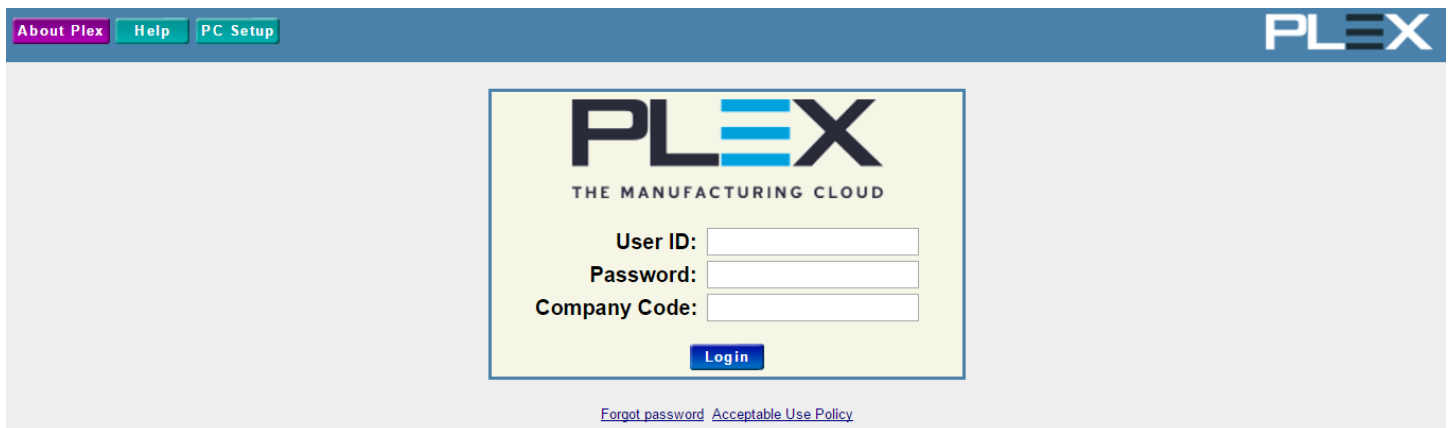 About Plex Help PC Setup PLEX
PLEX
THE MANUFACTURING CLOUD
User ID:
Password:
Company Code:
Login
Forgot password Acceptable Use Policy